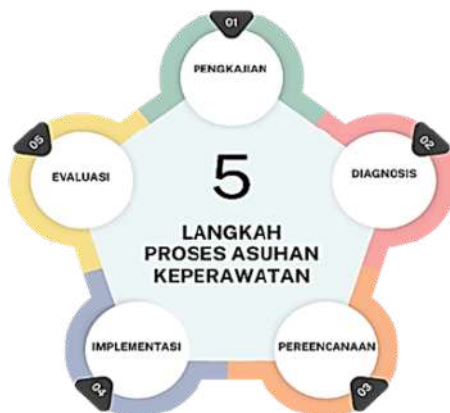 01
PENGKAJIAN
02
DIAGNOSIS
03
PEREENCANAAN
04
IMPLEMENTASI
05
EVALUASI
5
LANGKAH
PROSES ASUHAN
KEPERAWATAN